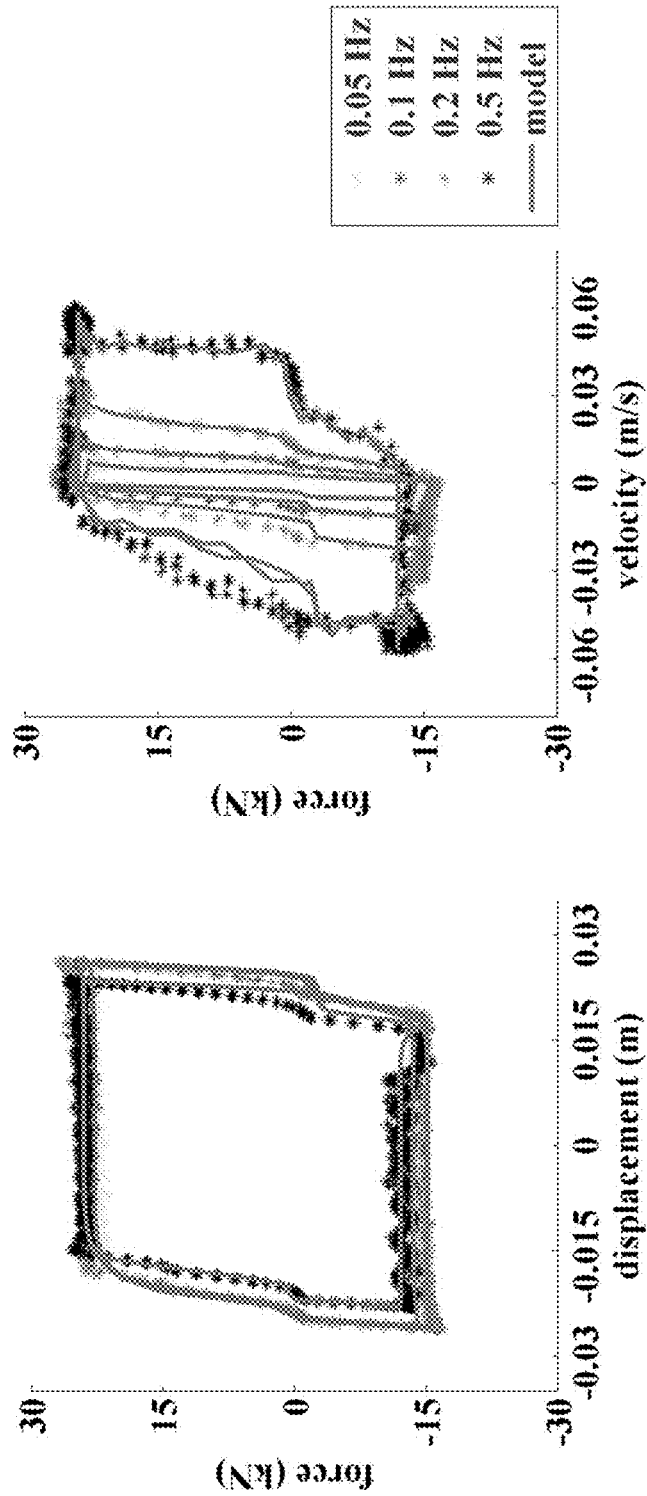 30
15
0
-15
-30
force (kN)
-0.03
-0.015
0
0.015
0.03
displacement (m)
30
15
0
-15
-30
force (kN)
-0.06
-0.03
0
0.03
0.06
velocity (m/s)
0.05 Hz
0.1 Hz
0.2 Hz
0.5 Hz
model